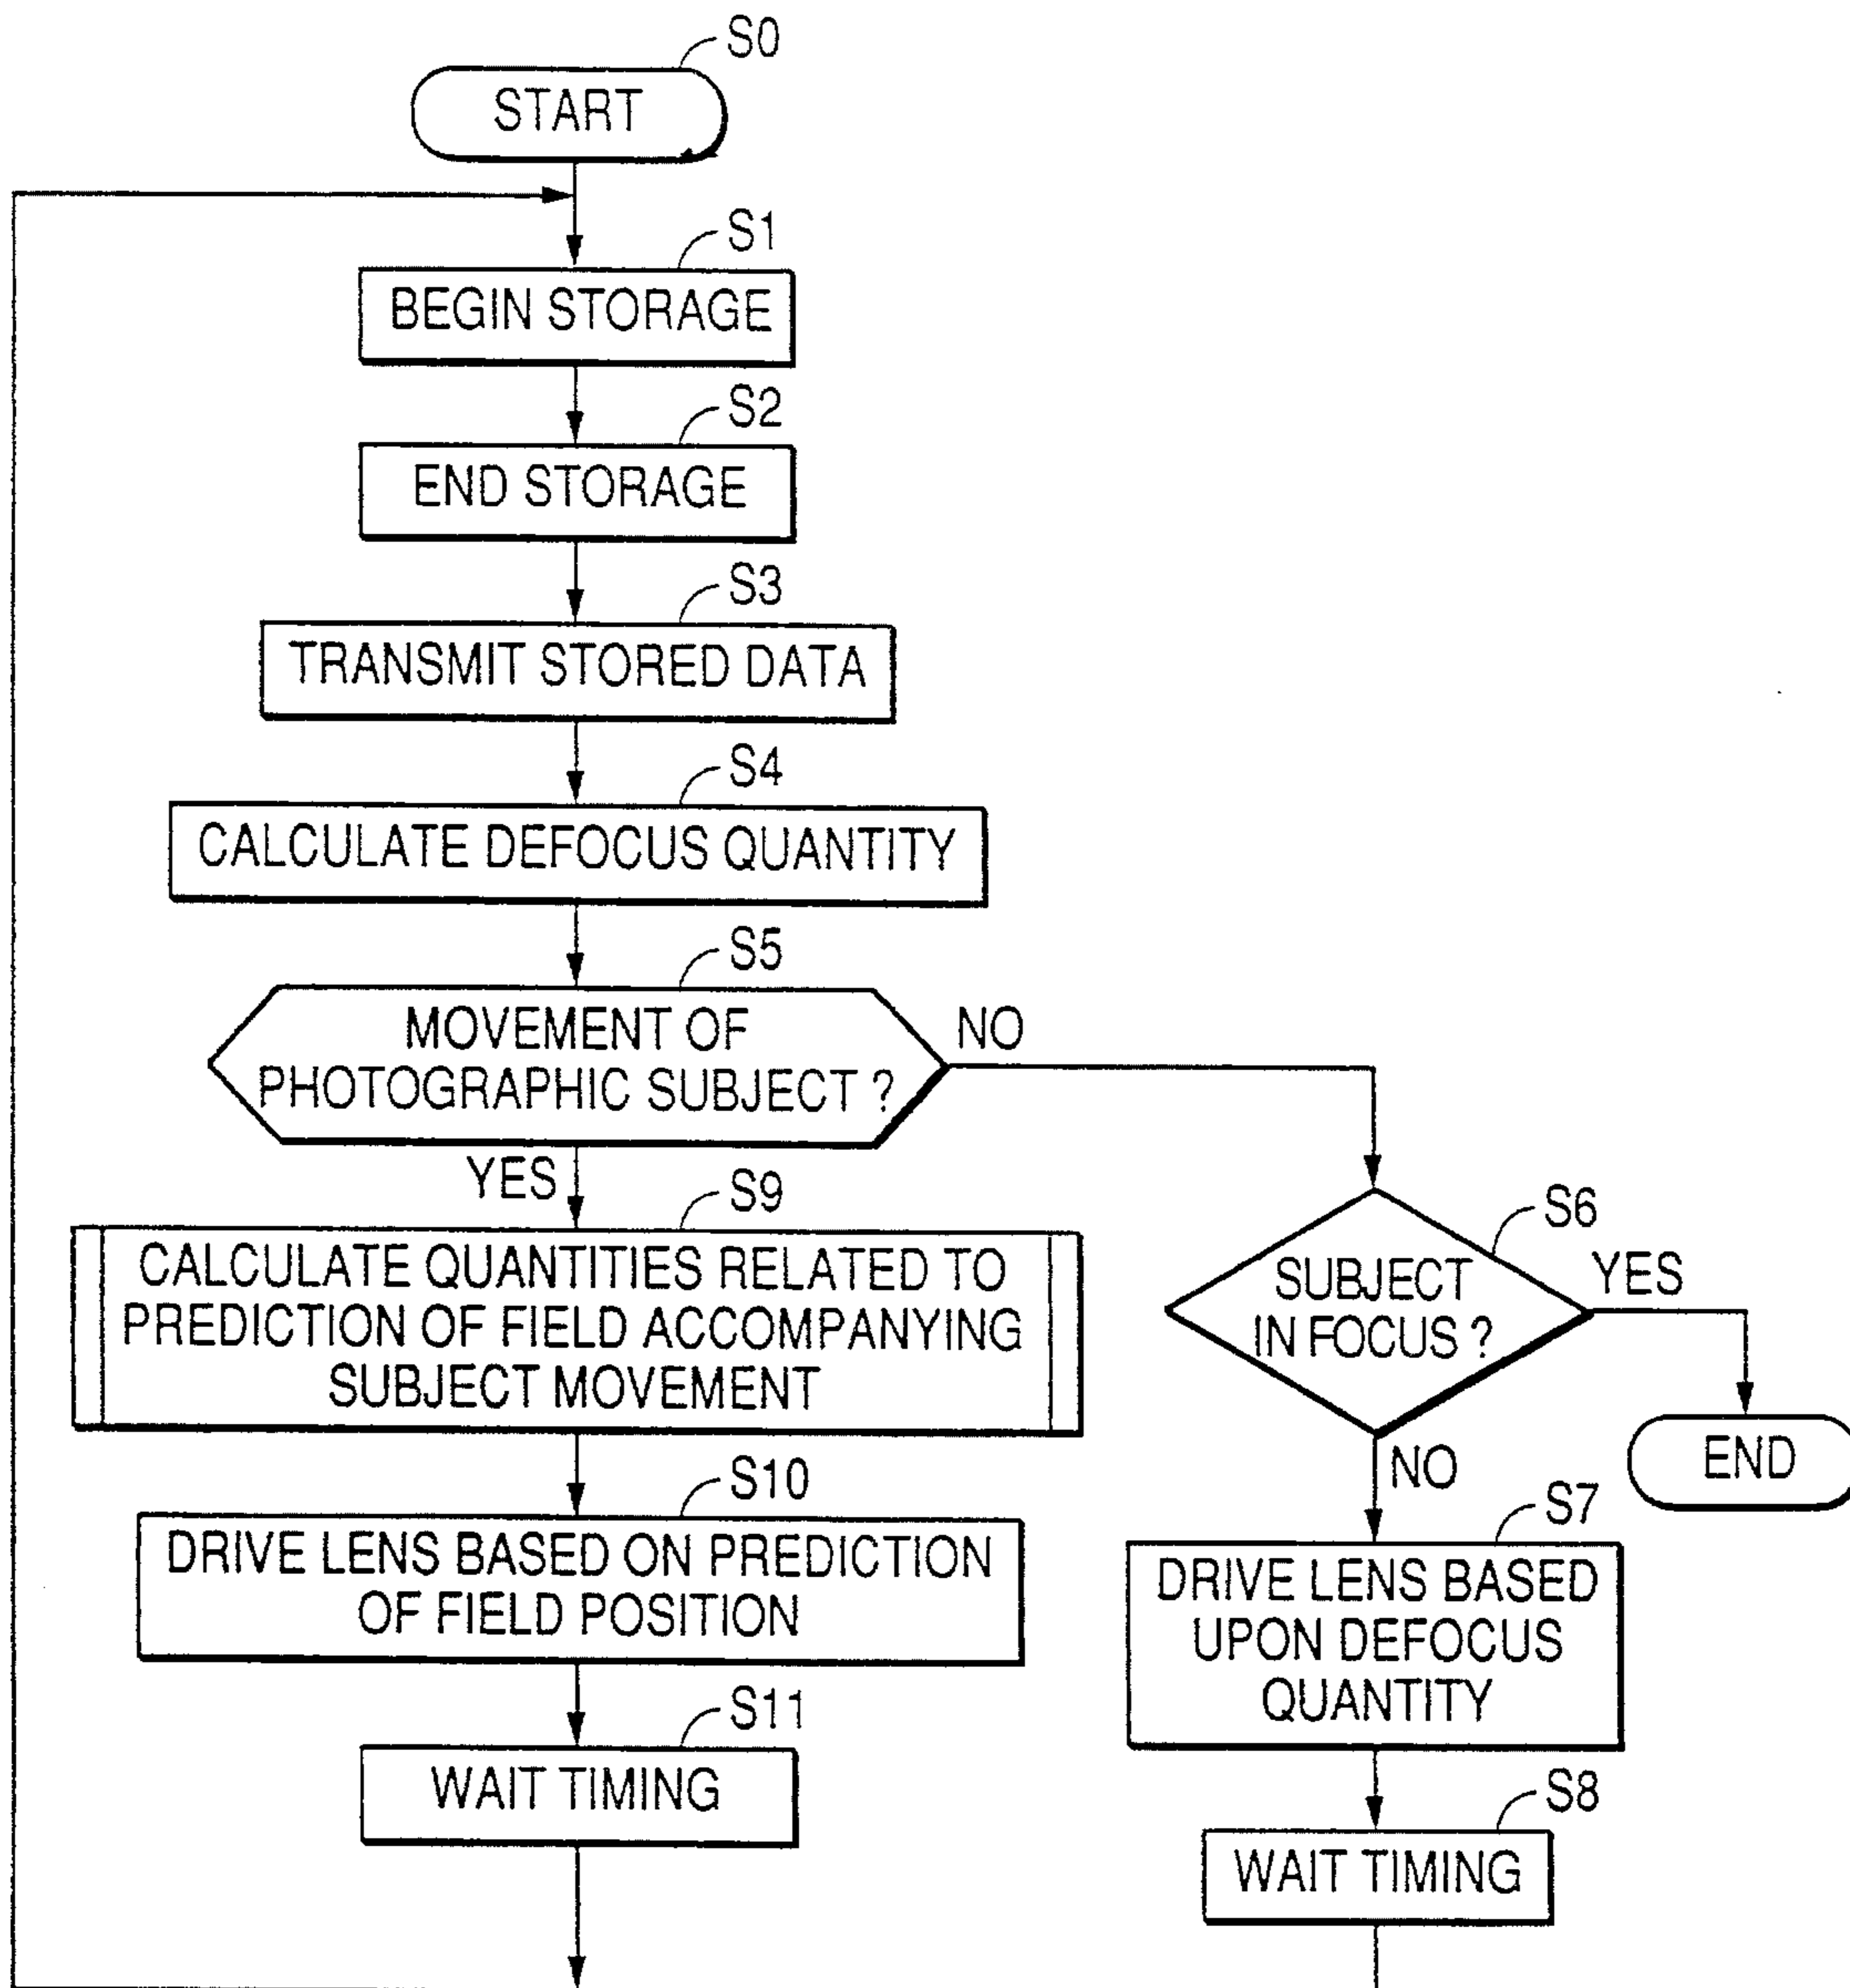 S0
START
S1
BEGIN STORAGE
S2
END STORAGE
S3
TRANSMIT STORED DATA
S4
CALCULATE DEFOCUS QUANTITY
S5
MOVEMENT OF
PHOTOGRAPHIC SUBJECT ?
NO
YES
S9
CALCULATE QUANTITIES RELATED TO
PREDICTION OF FIELD ACCOMPANYING
SUBJECT MOVEMENT
S10
DRIVE LENS BASED ON PREDICTION
OF FIELD POSITION
S11
WAIT TIMING
S6
SUBJECT
IN FOCUS ?
YES
END
NO
S7
DRIVE LENS BASED
UPON DEFOCUS
QUANTITY
S8
WAIT TIMING